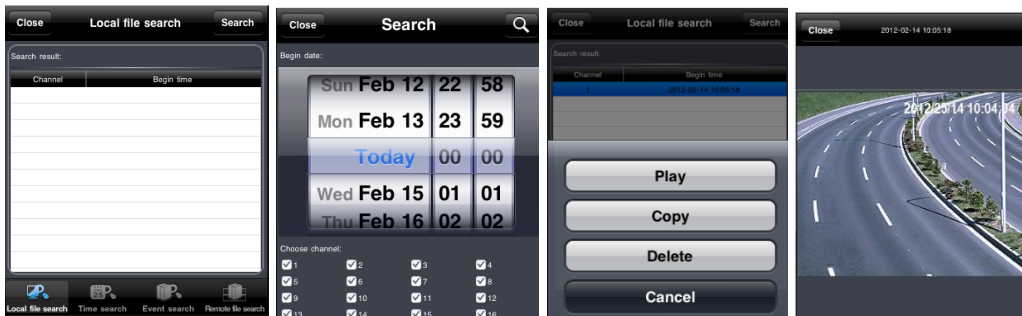 Close Local file search Search
Search result:
Channel Begin time
Local file search Time search Event search Remote file search
Close Search
Begin date:
Sun Feb 12 22 58
Mon Feb 13 23 59
Today 00 00
Wed Feb 15 01 01
Thu Feb 16 02 02
Choose channel:
1 2 3 4
5 6 7 8
9 10 11 12
13 14 15 16
Close Local file search Search
Search result:
Channel Begin time
1 2012-02-14 10:05:18
Play
Copy
Delete
Cancel
Close 2012-02-14 10:05:18
2012/25/14 10:04:04